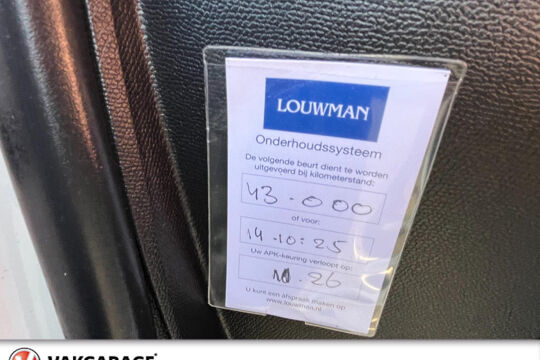 LOUWMAN
Onderhoudssysteem
De volgende beurt dient te worden
uitgevoerd bij kilometerstand:
43.000
of voor:
14.10:25
Uw APK-keuring verloopt op:
26
U kunt een afspraak maken op
www.louwman.nl
VAKGARAGE